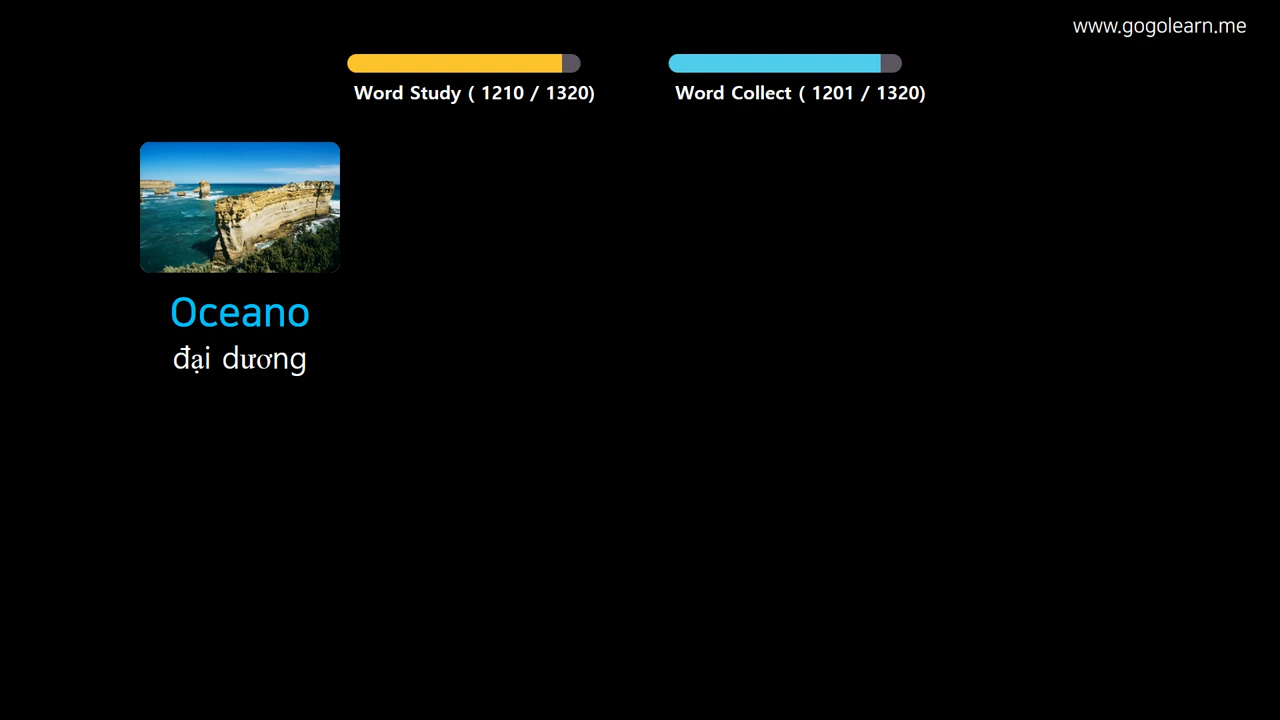 www.gogolearn.me
Word Study ( 1210 / 1320)
Word Collect ( 1201 / 1320)
Oceano
đại dương